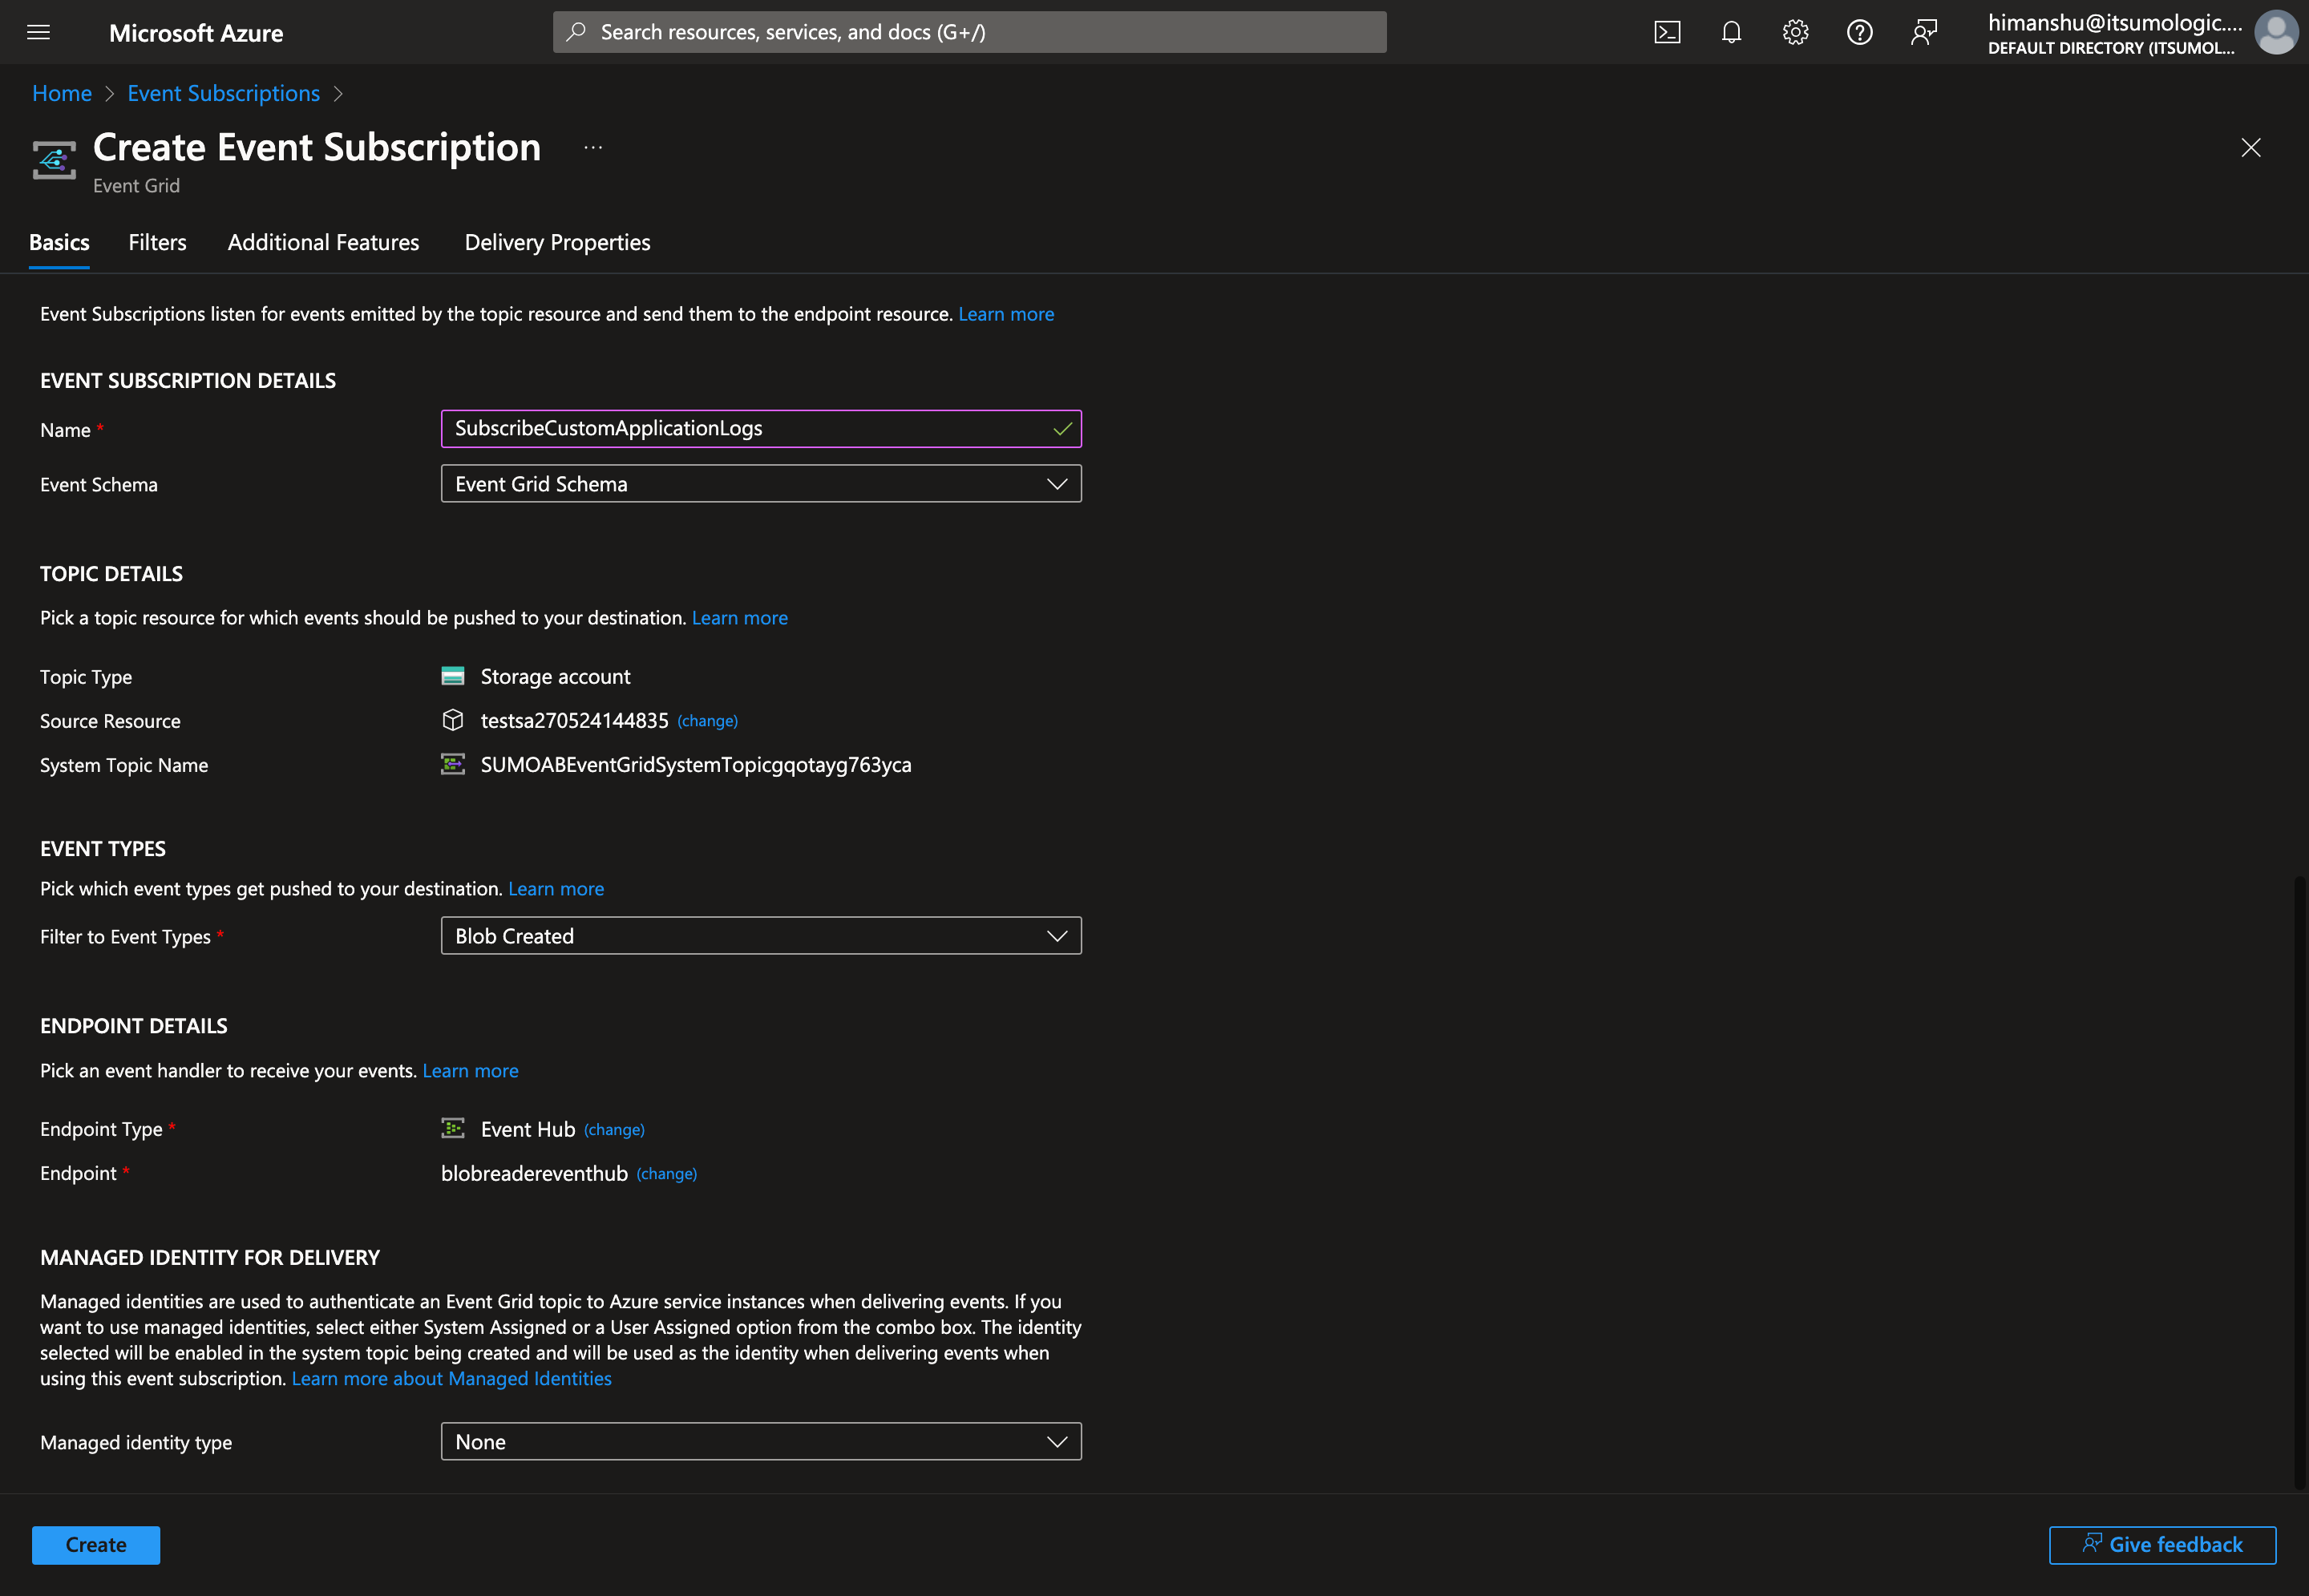 Microsoft Azure
Search resources, services, and docs (G+/)
himanshu@itsumologic....
DEFAULT DIRECTORY (ITSUMOL...
Home > Event Subscriptions >
Create Event Subscription ...
Event Grid
Basics Filters Additional Features Delivery Properties
Event Subscriptions listen for events emitted by the topic resource and send them to the endpoint resource. Learn more
EVENT SUBSCRIPTION DETAILS
Name * SubscribeCustomApplicationLogs
Event Schema Event Grid Schema
TOPIC DETAILS
Pick a topic resource for which events should be pushed to your destination. Learn more
Topic Type Storage account
Source Resource testsa270524144835 (change)
System Topic Name SUMOABEventGridSystemTopicgqotayg763yca
EVENT TYPES
Pick which event types get pushed to your destination. Learn more
Filter to Event Types * Blob Created
ENDPOINT DETAILS
Pick an event handler to receive your events. Learn more
Endpoint Type * Event Hub (change)
Endpoint * blobreadereventhub (change)
MANAGED IDENTITY FOR DELIVERY
Managed identities are used to authenticate an Event Grid topic to Azure service instances when delivering events. If you
want to use managed identities, select either System Assigned or a User Assigned option from the combo box. The identity
selected will be enabled in the system topic being created and will be used as the identity when delivering events when
using this event subscription. Learn more about Managed Identities
Managed identity type None
Create Give feedback